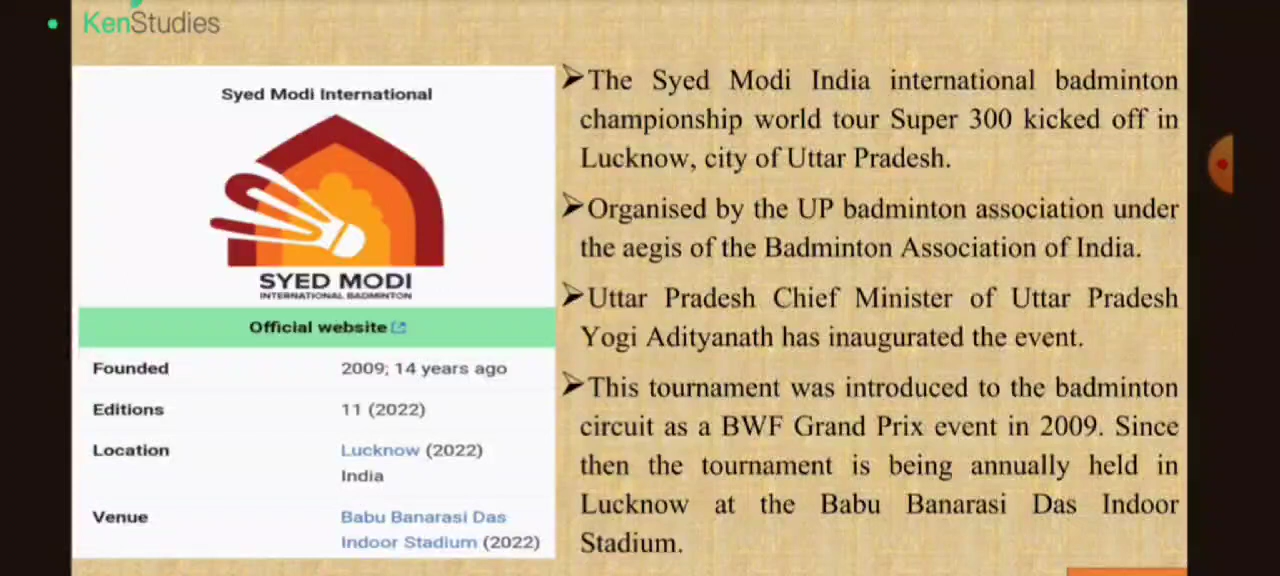 KenStudies
Syed Modi International
SYED MODI
INTERNATIONAL BADMINTON
Official website
Founded 2009; 14 years ago
Editions 11 (2022)
Location Lucknow (2022)
India
Venue Babu Banarasi Das
Indoor Stadium (2022)
➢The Syed Modi India international badminton
championship world tour Super 300 kicked off in
Lucknow, city of Uttar Pradesh.
➢Organised by the UP badminton association under
the aegis of the Badminton Association of India.
➢Uttar Pradesh Chief Minister of Uttar Pradesh
Yogi Adityanath has inaugurated the event.
➢This tournament was introduced to the badminton
circuit as a BWF Grand Prix event in 2009. Since
then the tournament is being annually held in
Lucknow at the Babu Banarasi Das Indoor
Stadium.